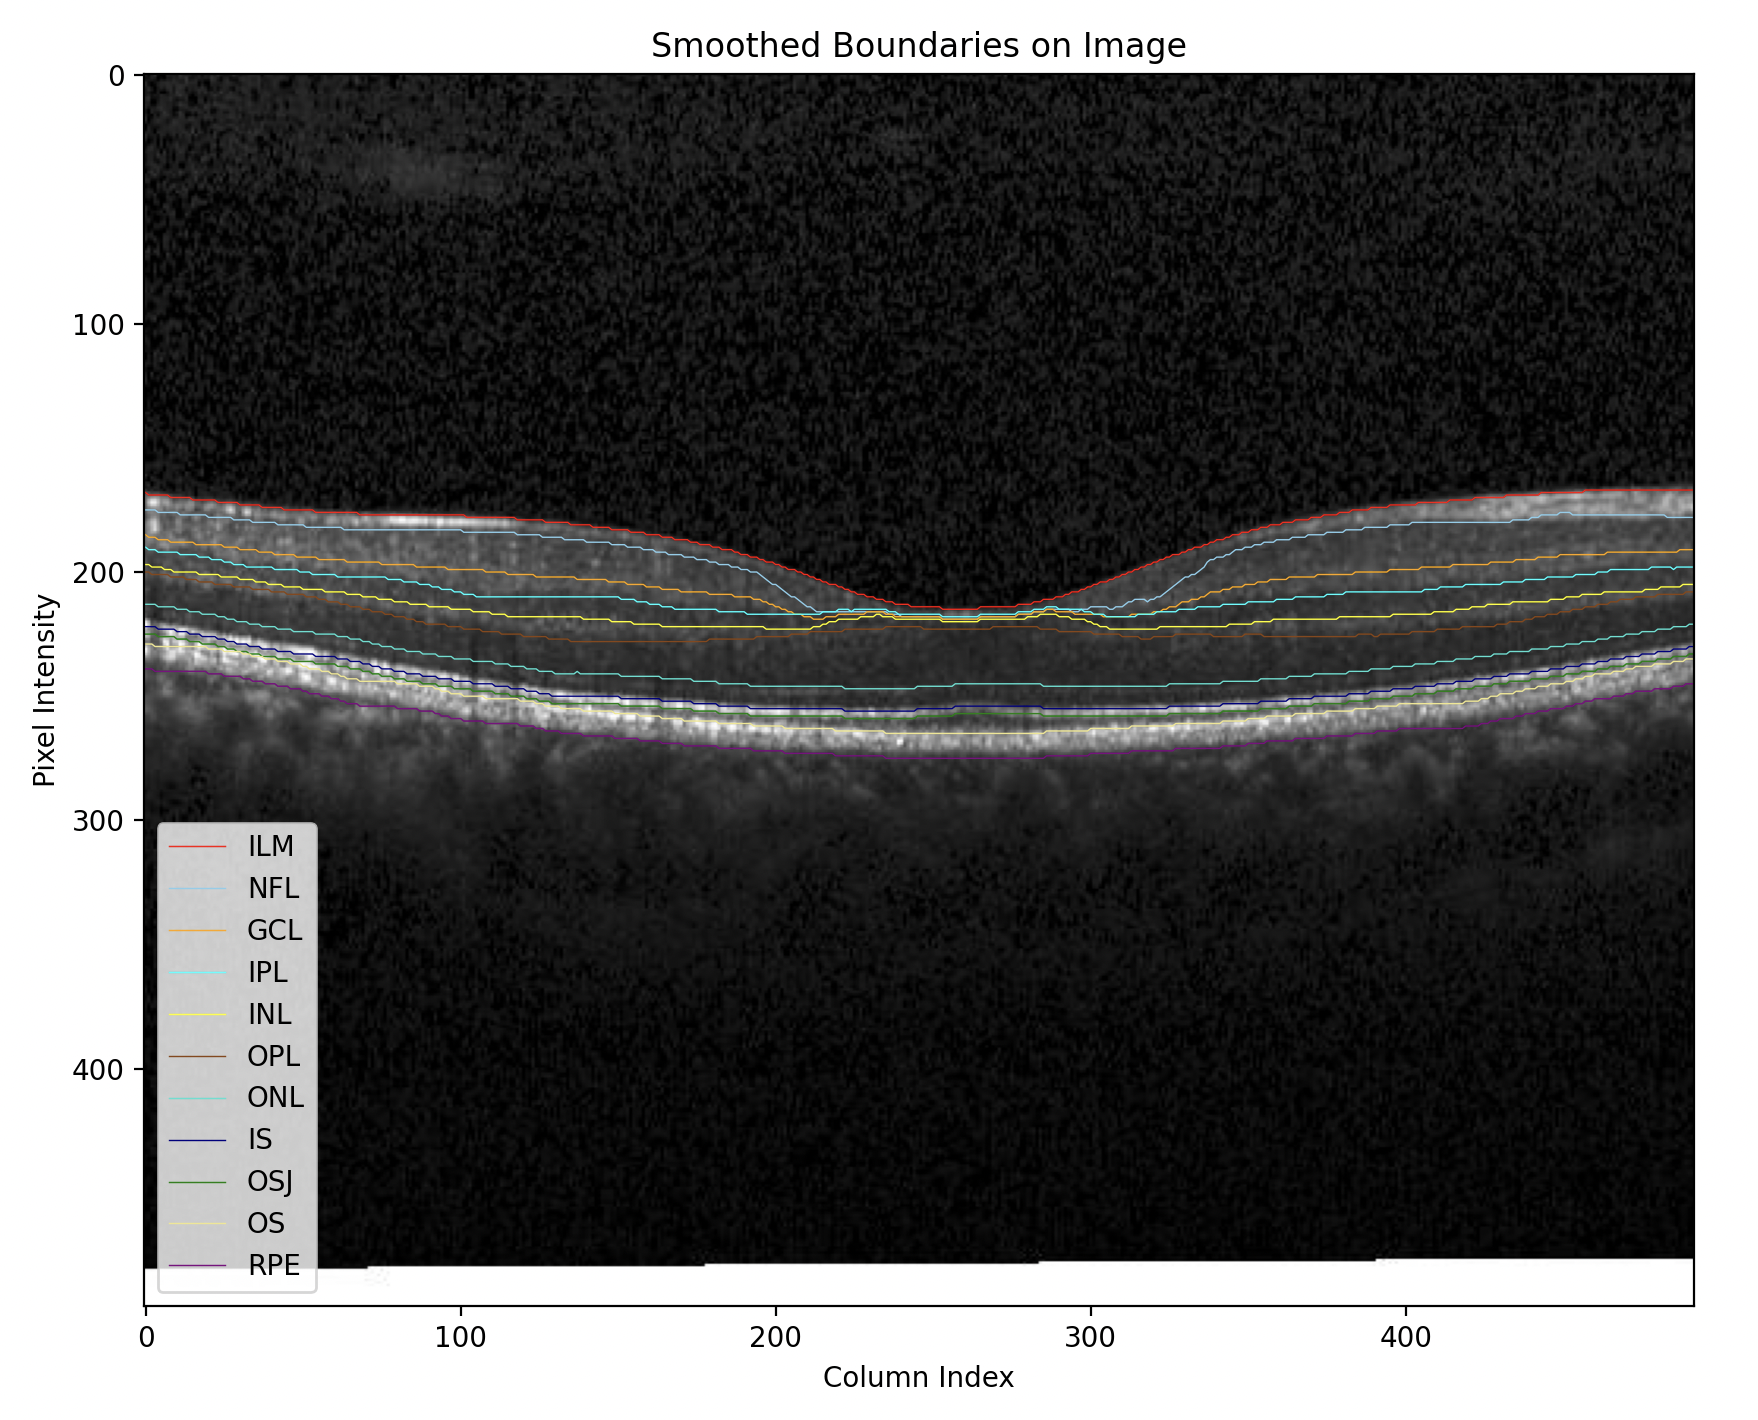 Smoothed Boundaries on Image
0
100
200
300
400
Pixel Intensity
ILM
NFL
GCL
IPL
INL
OPL
ONL
IS
OSJ
OS
RPE
0 100 200 300 400
Column Index